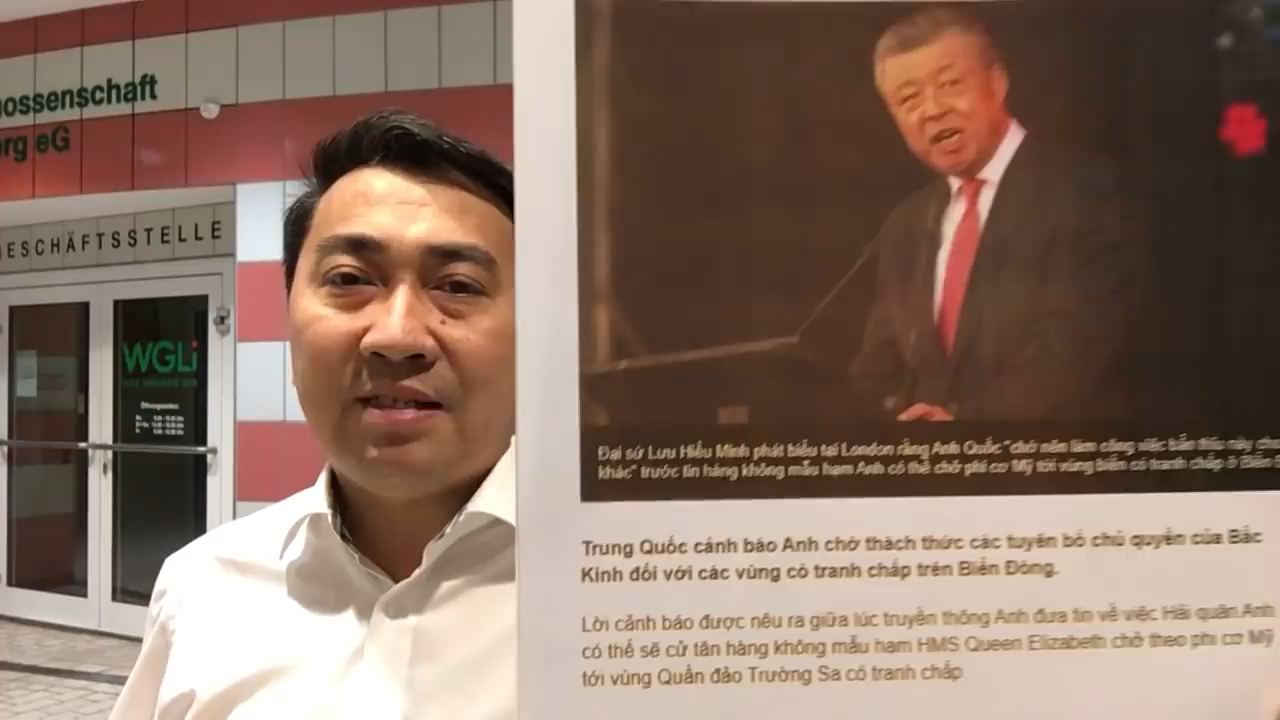 ossenschaft
rg eG
ESCHÄFTSSTELLE
WGLi
Öffnungszeiten
Đại sứ Lưu Hiểu Minh phát biểu tại London rằng Anh Quốc "chớ nên làm công việc bẩn thỉu này
khác" trước tin hàng không mẫu hạm Anh có thể chở phi cơ Mỹ tới vùng biển có tranh chấp ở Biển
Trung Quốc cảnh báo Anh chớ thách thức các tuyên bố chủ quyền của Bắc
Kinh đối với các vùng có tranh chấp trên Biển Đông.
Lời cảnh báo được nêu ra giữa lúc truyền thông Anh đưa tin về việc Hải quân Anh
có thể sẽ cử tân hàng không mẫu hạm HMS Queen Elizabeth chở theo phi cơ Mỹ
tới vùng Quần đảo Trường Sa có tranh chấp